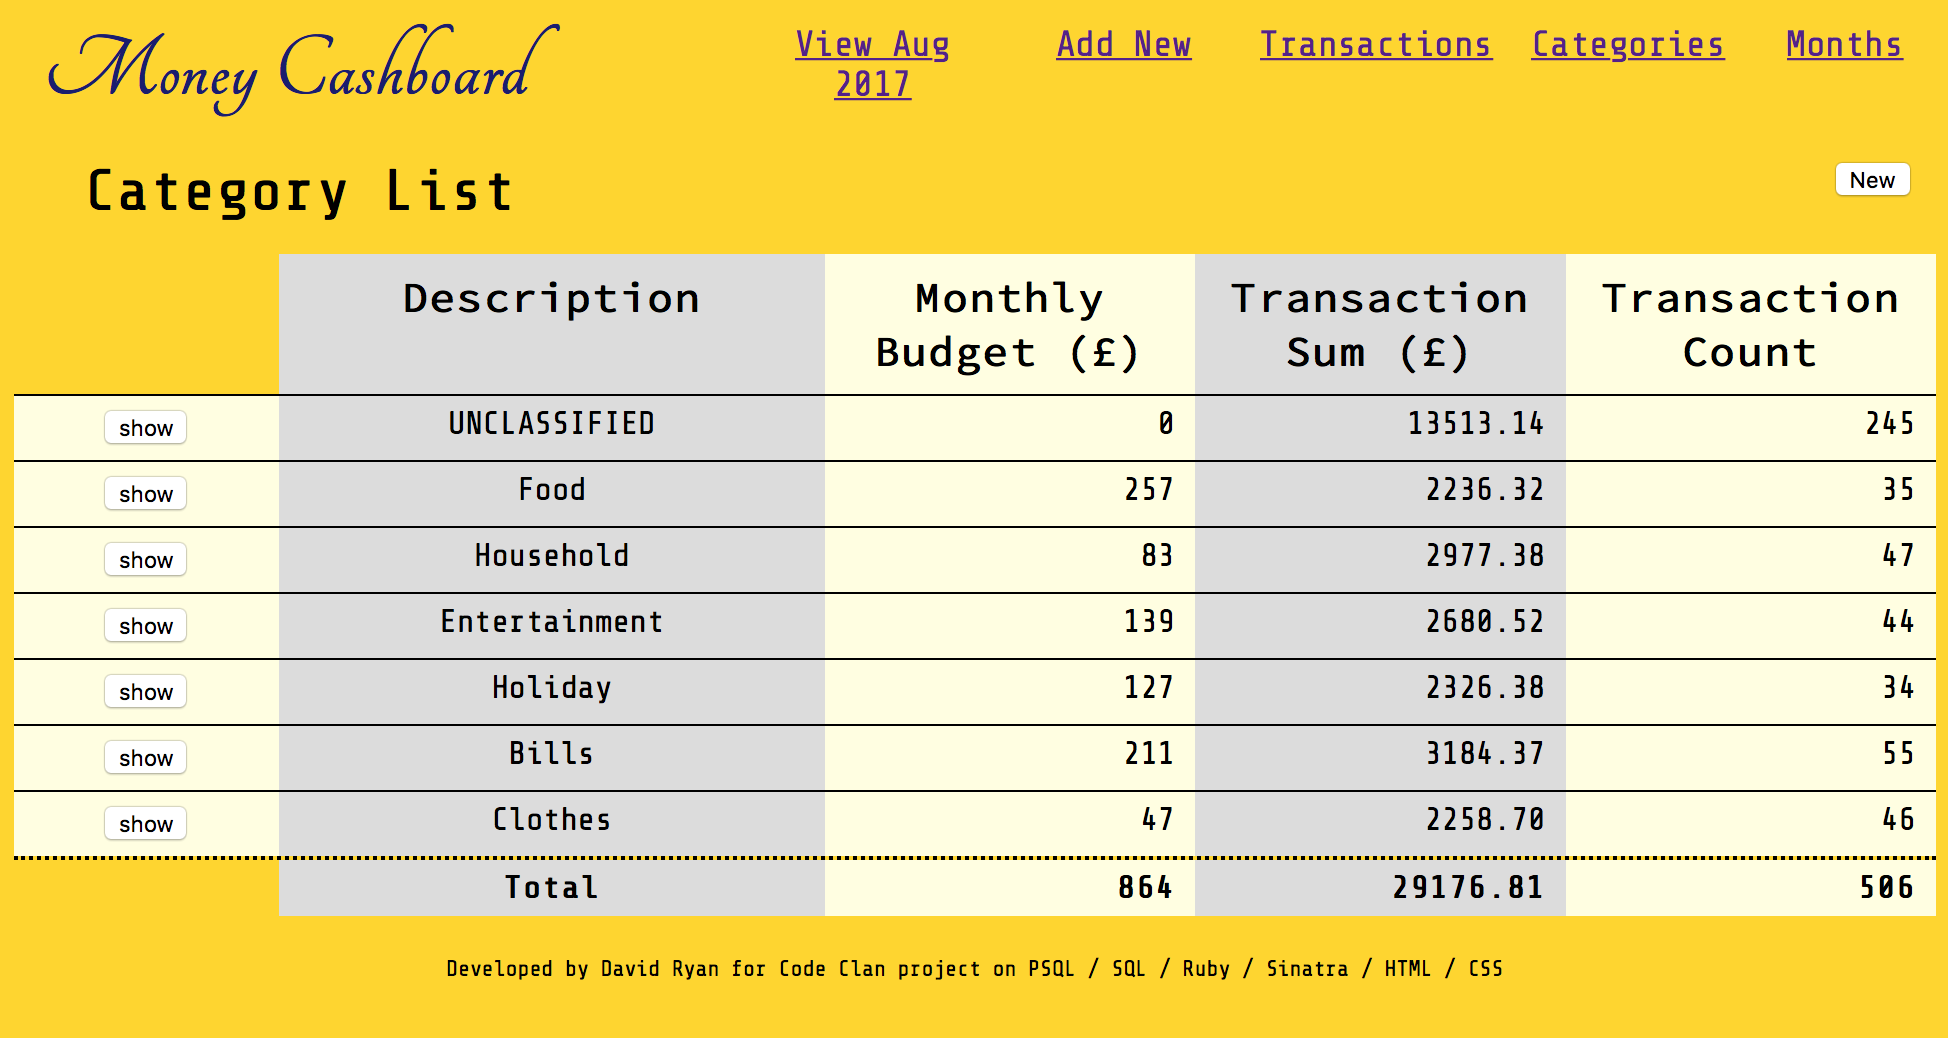 Money Cashboard
View Aug 2017
Add New
Transactions
Categories
Months
Category List
New
Description
Monthly Budget (£)
Transaction Sum (£)
Transaction Count
show UNCLASSIFIED 0 13513.14 245
show Food 257 2236.32 35
show Household 83 2977.38 47
show Entertainment 139 2680.52 44
show Holiday 127 2326.38 34
show Bills 211 3184.37 55
show Clothes 47 2258.70 46
Total 864 29176.81 506
Developed by David Ryan for Code Clan project on PSQL / SQL / Ruby / Sinatra / HTML / CSS